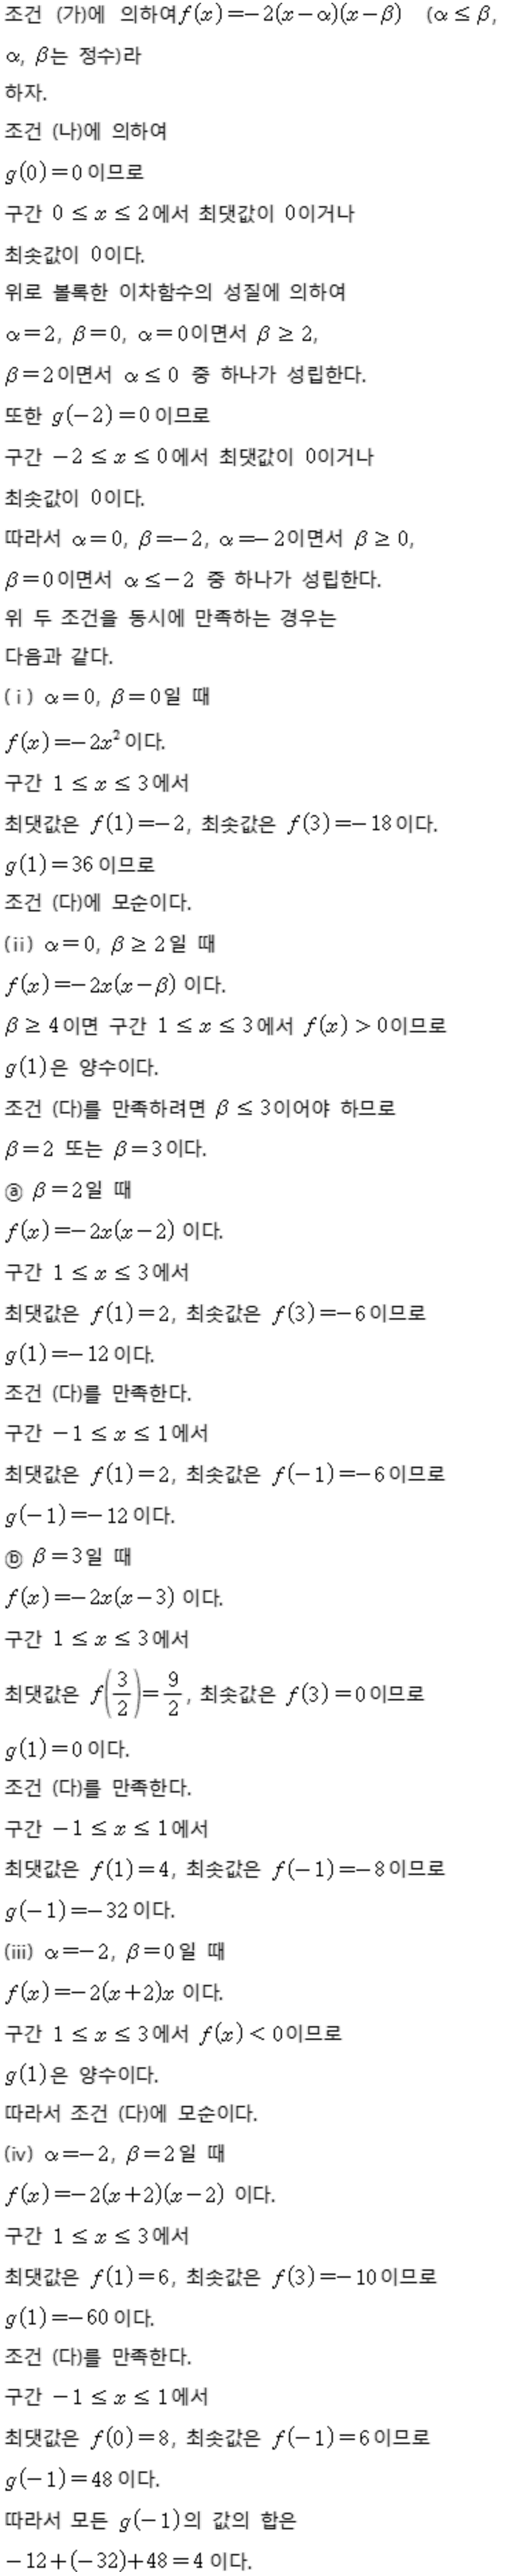 조건 (가)에 의하여 f(x)=-2(x-α)(x-β) (α≤β,
α, β는 정수)라
하자.
조건 (나)에 의하여
g(0)=0이므로
구간 0≤x≤2에서 최댓값이 0이거나
최솟값이 0이다.
위로 볼록한 이차함수의 성질에 의하여
α=2, β=0, α=0이면서 β≥2,
β=2이면서 α≤0 중 하나가 성립한다.
또한 g(-2)=0이므로
구간 -2≤x≤0에서 최댓값이 0이거나
최솟값이 0이다.
따라서 α=0, β=-2, α=-2이면서 β≥0,
β=0이면서 α≤-2 중 하나가 성립한다.
위 두 조건을 동시에 만족하는 경우는
다음과 같다.
(i) α=0, β=0일 때
f(x)=-2x²이다.
구간 1≤x≤3에서
최댓값은 f(1)=-2, 최솟값은 f(3)=-18이다.
g(1)=36이므로
조건 (다)에 모순이다.
(ii) α=0, β≥2일 때
f(x)=-2x(x-β) 이다.
β≥4이면 구간 1≤x≤3에서 f(x)>0이므로
g(1)은 양수이다.
조건 (다)를 만족하려면 β≤3이어야 하므로
β=2 또는 β=3이다.
ⓐ β=2일 때
f(x)=-2x(x-2) 이다.
구간 1≤x≤3에서
최댓값은 f(1)=2, 최솟값은 f(3)=-6이므로
g(1)=-12이다.
조건 (다)를 만족한다.
구간 -1≤x≤1에서
최댓값은 f(1)=2, 최솟값은 f(-1)=-6이므로
g(-1)=-12이다.
ⓑ β=3일 때
f(x)=-2x(x-3) 이다.
구간 1≤x≤3에서
최댓값은 f(3/2)=9/2, 최솟값은 f(3)=0이므로
g(1)=0이다.
조건 (다)를 만족한다.
구간 -1≤x≤1에서
최댓값은 f(1)=4, 최솟값은 f(-1)=-8이므로
g(-1)=-32이다.
(iii) α=-2, β=0일 때
f(x)=-2(x+2)x 이다.
구간 1≤x≤3에서 f(x)<0이므로
g(1)은 양수이다.
따라서 조건 (다)에 모순이다.
(iv) α=-2, β=2일 때
f(x)=-2(x+2)(x-2) 이다.
구간 1≤x≤3에서
최댓값은 f(1)=6, 최솟값은 f(3)=-10이므로
g(1)=-60이다.
조건 (다)를 만족한다.
구간 -1≤x≤1에서
최댓값은 f(0)=8, 최솟값은 f(-1)=6이므로
g(-1)=48이다.
따라서 모든 g(-1)의 값의 합은
-12+(-32)+48=4 이다.